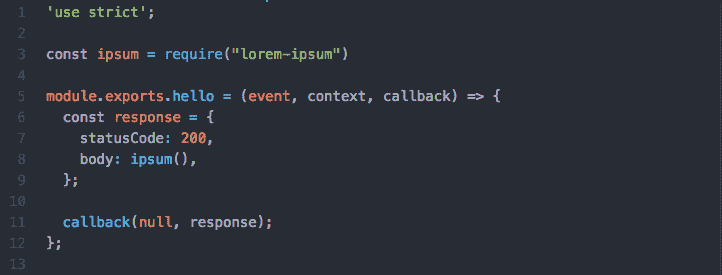 1 'use strict';
2
3 const ipsum = require("lorem-ipsum")
4
5 module.exports.hello = (event, context, callback) => {
6   const response = {
7     statusCode: 200,
8     body: ipsum(),
9   };
10
11   callback(null, response);
12 };
13